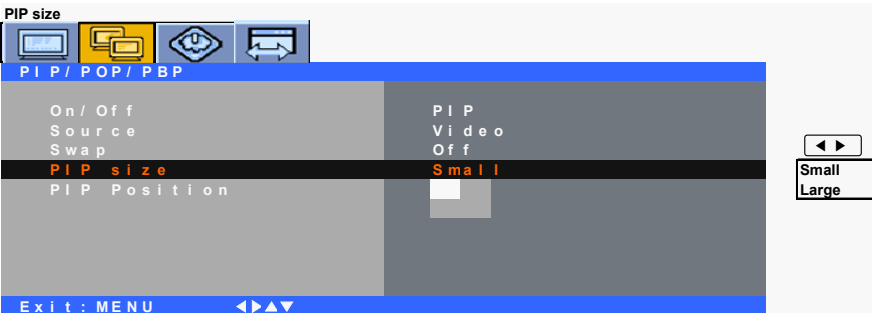 PIP size
PIP/POP/PBP
On/Off PIP
Source Video
Swap Off
PIP size Small
PIP Position
Small
Large
Exit:MENU